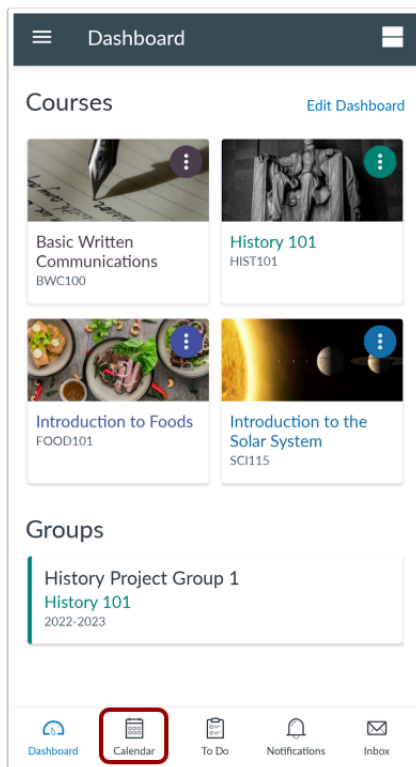 Dashboard
Courses
Edit Dashboard
Basic Written
Communications
BWC100
History 101
HIST101
Introduction to Foods
FOOD101
Introduction to the
Solar System
SCI115
Groups
History Project Group 1
History 101
2022-2023
Dashboard
Calendar
To Do
Notifications
Inbox